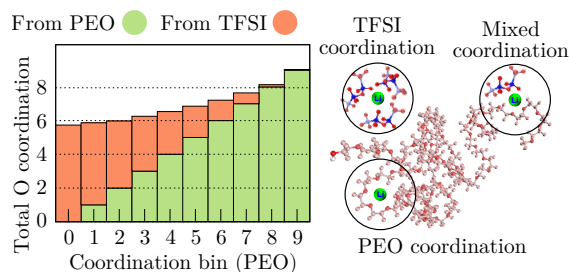 From PEO From TFSI
Total O coordination
8
6
4
2
0
0 1 2 3 4 5 6 7 8 9
Coordination bin (PEO)
TFSI
coordination
Mixed
coordination
Li
Li
Li
PEO coordination